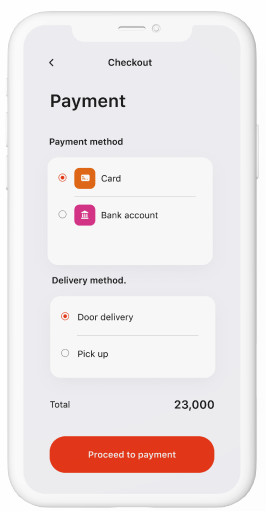 Checkout
Payment
Payment method
Card
Bank account
Delivery method.
Door delivery
Pick up
Total 23,000
Proceed to payment